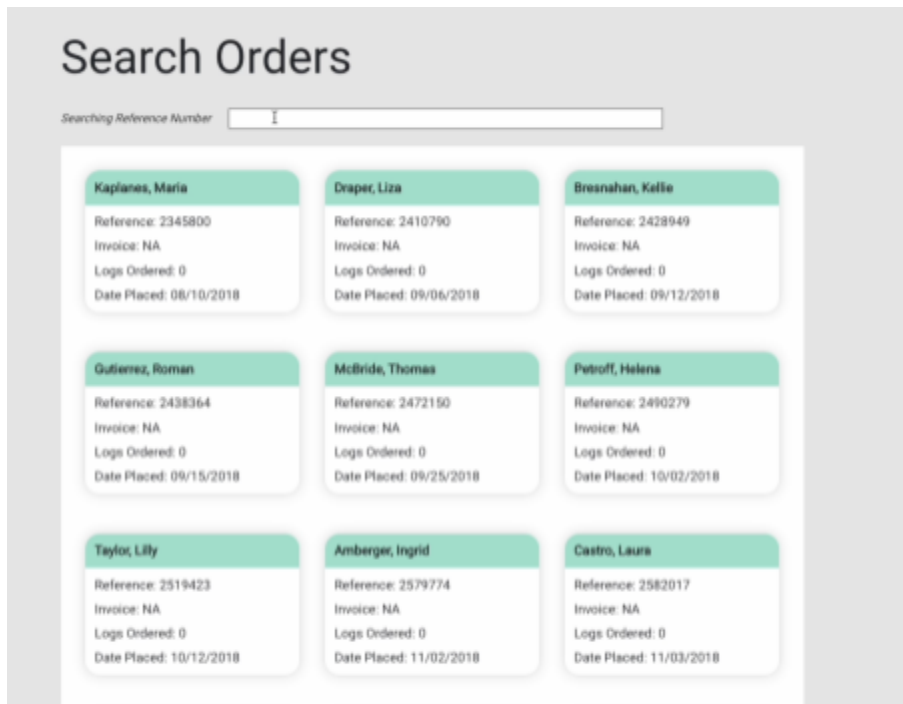 Search Orders
Searching Reference Number
Kaplanes, Maria
Reference: 2345800
Invoice: NA
Logs Ordered: 0
Date Placed: 08/10/2018
Draper, Liza
Reference: 2410790
Invoice: NA
Logs Ordered: 0
Date Placed: 09/06/2018
Bresnahan, Kellie
Reference: 2428949
Invoice: NA
Logs Ordered: 0
Date Placed: 09/12/2018
Gutierrez, Roman
Reference: 2438364
Invoice: NA
Logs Ordered: 0
Date Placed: 09/15/2018
McBride, Thomas
Reference: 2472150
Invoice: NA
Logs Ordered: 0
Date Placed: 09/25/2018
Petroff, Helena
Reference: 2490279
Invoice: NA
Logs Ordered: 0
Date Placed: 10/02/2018
Taylor, Lilly
Reference: 2519423
Invoice: NA
Logs Ordered: 0
Date Placed: 10/12/2018
Amberger, Ingrid
Reference: 2579774
Invoice: NA
Logs Ordered: 0
Date Placed: 11/02/2018
Castro, Laura
Reference: 2582017
Invoice: NA
Logs Ordered: 0
Date Placed: 11/03/2018